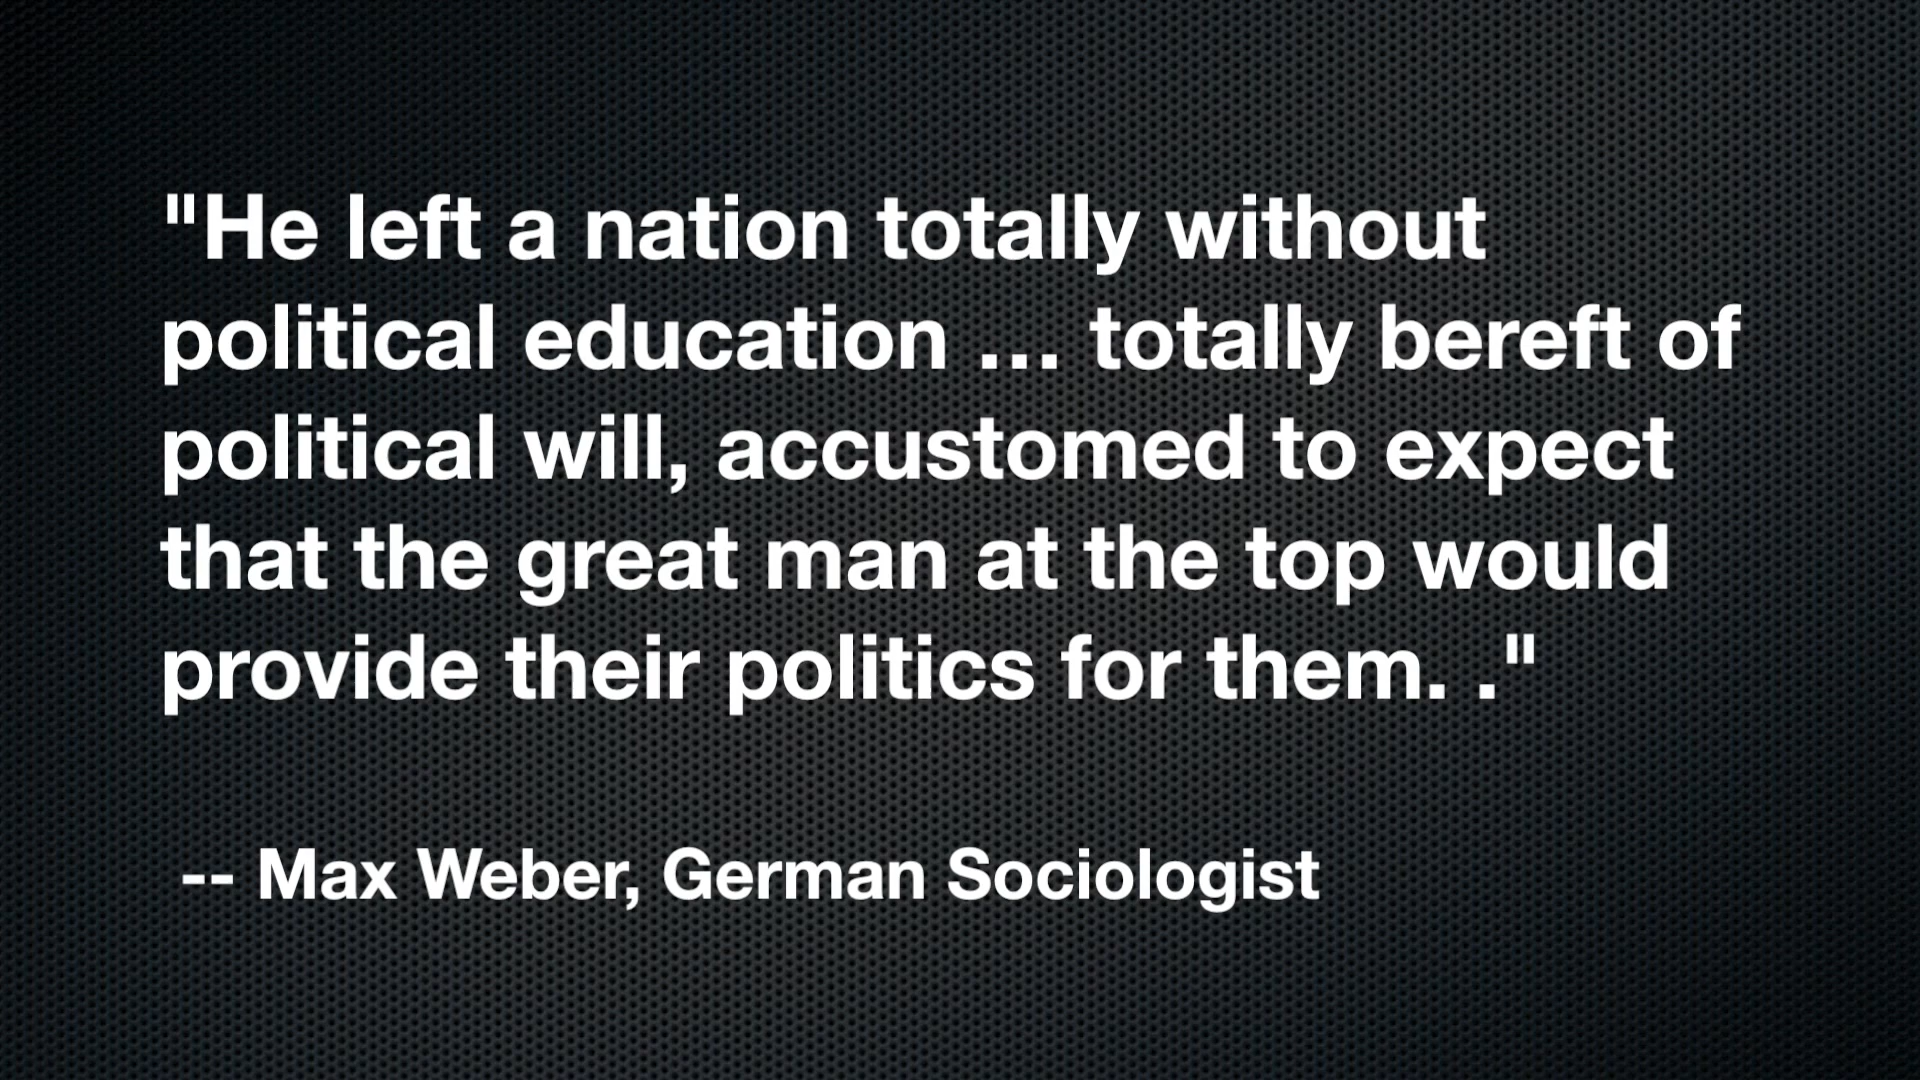 "He left a nation totally without
political education … totally bereft of
political will, accustomed to expect
that the great man at the top would
provide their politics for them. ."
-- Max Weber, German Sociologist